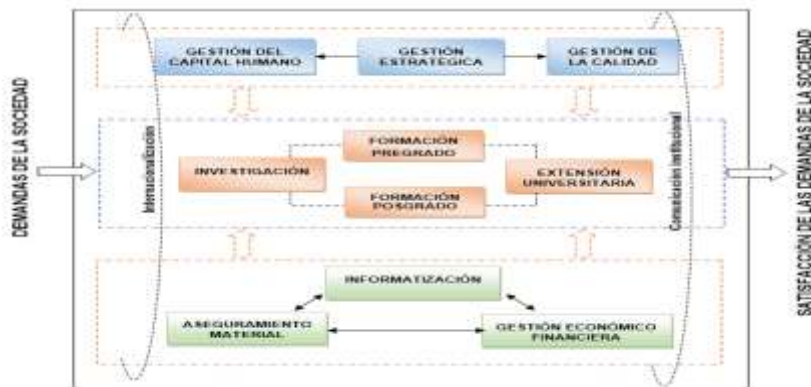 DEMANDAS DE LA SOCIEDAD
Internacionalización
GESTIÓN DEL
CAPITAL HUMANO
GESTIÓN
ESTRATÉGICA
GESTIÓN DE
LA CALIDAD
INVESTIGACIÓN
FORMACIÓN
PREGRADO
FORMACIÓN
POSGRADO
EXTENSIÓN
UNIVERSITARIA
INFORMATIZACIÓN
ASEGURAMIENTO
MATERIAL
GESTIÓN ECONÓMICO
FINANCIERA
Comunicación institucional
SATISFACCIÓN DE LAS DEMANDAS DE LA SOCIEDAD